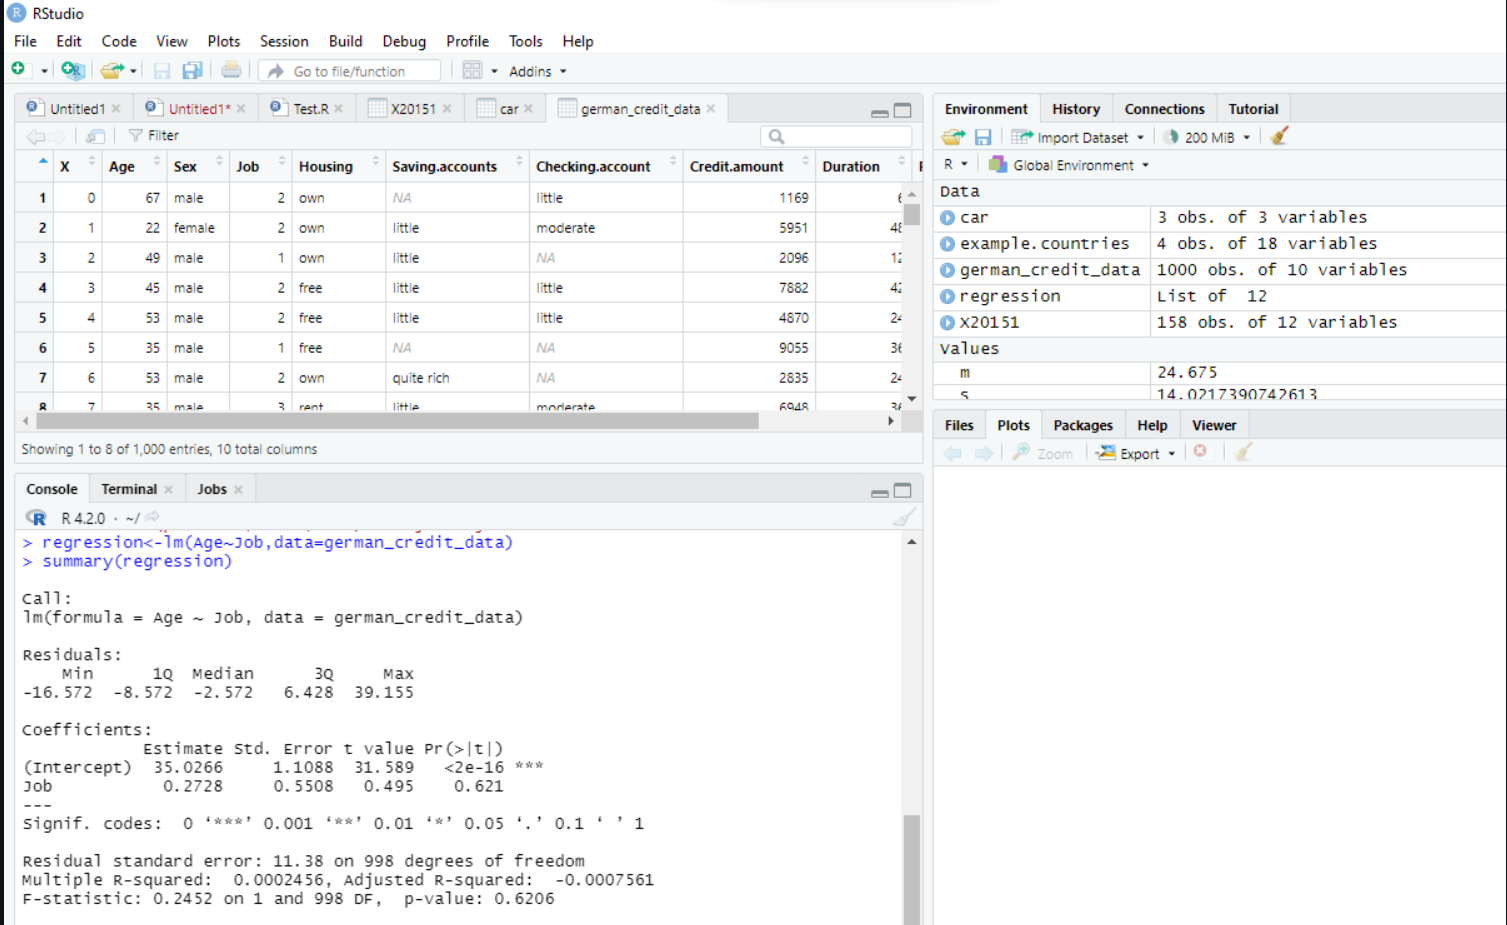 RStudio
File Edit Code View Plots Session Build Debug Profile Tools Help
Go to file/function Addins
Untitled1 Untitled1* Test.R X20151 car german_credit_data
Filter
X Age Sex Job Housing Saving.accounts Checking.account Credit.amount Duration
1 0 67 male 2 own NA little 1169 6
2 1 22 female 2 own little moderate 5951 48
3 2 49 male 1 own little NA 2096 12
4 3 45 male 2 free little little 7882 42
5 4 53 male 2 free little little 4870 24
6 5 35 male 1 free NA NA 9055 36
7 6 53 male 2 own quite rich NA 2835 24
8 7 35 male 3 rent little moderate 6948 36
Showing 1 to 8 of 1,000 entries, 10 total columns
Console Terminal Jobs
R 4.2.0 · ~/
> regression<-lm(Age~Job,data=german_credit_data)
> summary(regression)
Call:
lm(formula = Age ~ Job, data = german_credit_data)
Residuals:
Min 1Q Median 3Q Max
-16.572 -8.572 -2.572 6.428 39.155
Coefficients:
Estimate Std. Error t value Pr(>|t|)
(Intercept) 35.0266 1.1088 31.589 <2e-16 ***
Job 0.2728 0.5508 0.495 0.621
---
Signif. codes: 0 ‘***’ 0.001 ‘**’ 0.01 ‘*’ 0.05 ‘.’ 0.1 ‘ ’ 1
Residual standard error: 11.38 on 998 degrees of freedom
Multiple R-squared: 0.0002456, Adjusted R-squared: -0.0007561
F-statistic: 0.2452 on 1 and 998 DF, p-value: 0.6206
Environment History Connections Tutorial
Import Dataset 200 MiB
R Global Environment
Data
car 3 obs. of 3 variables
example.countries 4 obs. of 18 variables
german_credit_data 1000 obs. of 10 variables
regression List of 12
X20151 158 obs. of 12 variables
Values
m 24.675
s 14.0217390742613
Files Plots Packages Help Viewer
Zoom Export